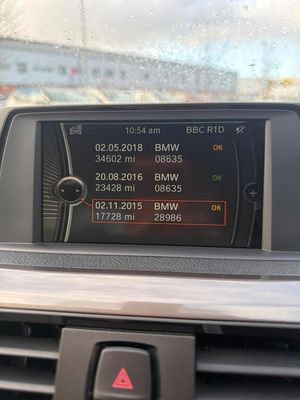 10:54 am BBC R1D
02.05.2018 BMW OK
34602 mi 08635
20.08.2016 BMW OK
23428 mi 08635
02.11.2015 BMW OK
17728 mi 28986
+